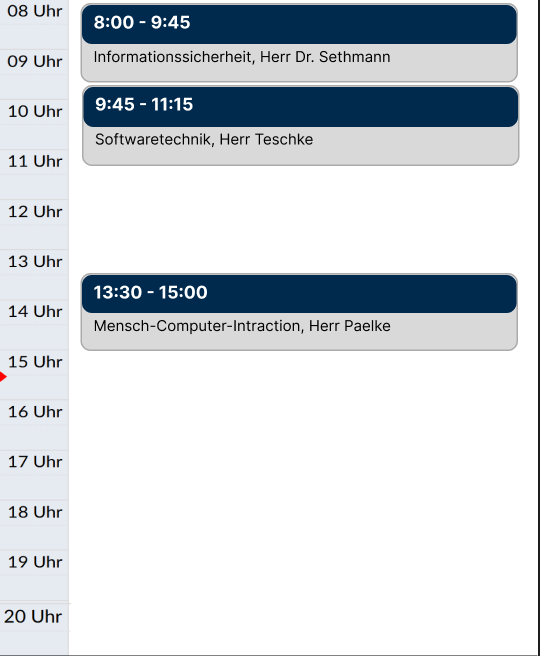 08 Uhr
8:00 - 9:45
Informationssicherheit, Herr Dr. Sethmann
09 Uhr
9:45 - 11:15
10 Uhr
Softwaretechnik, Herr Teschke
11 Uhr
12 Uhr
13 Uhr
13:30 - 15:00
14 Uhr
Mensch-Computer-Intraction, Herr Paelke
15 Uhr
16 Uhr
17 Uhr
18 Uhr
19 Uhr
20 Uhr